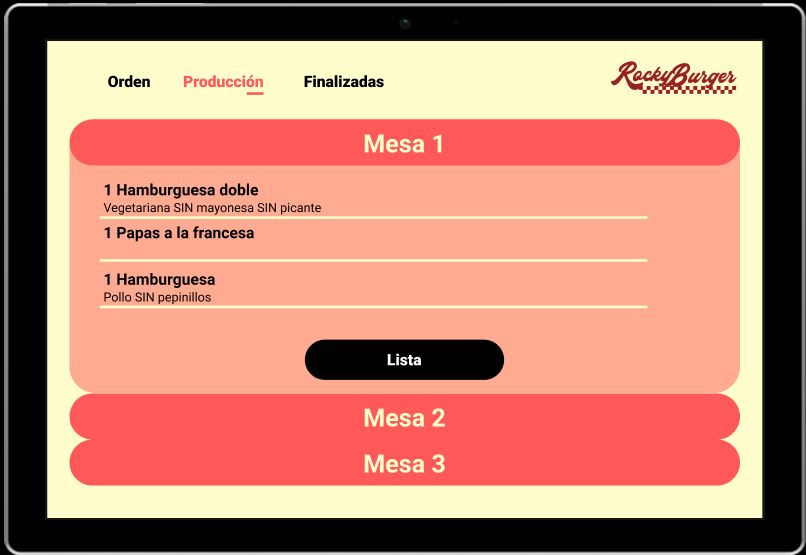 Orden Producción Finalizadas RockyBurger
Mesa 1
1 Hamburguesa doble
Vegetariana SIN mayonesa SIN picante
1 Papas a la francesa
1 Hamburguesa
Pollo SIN pepinillos
Lista
Mesa 2
Mesa 3